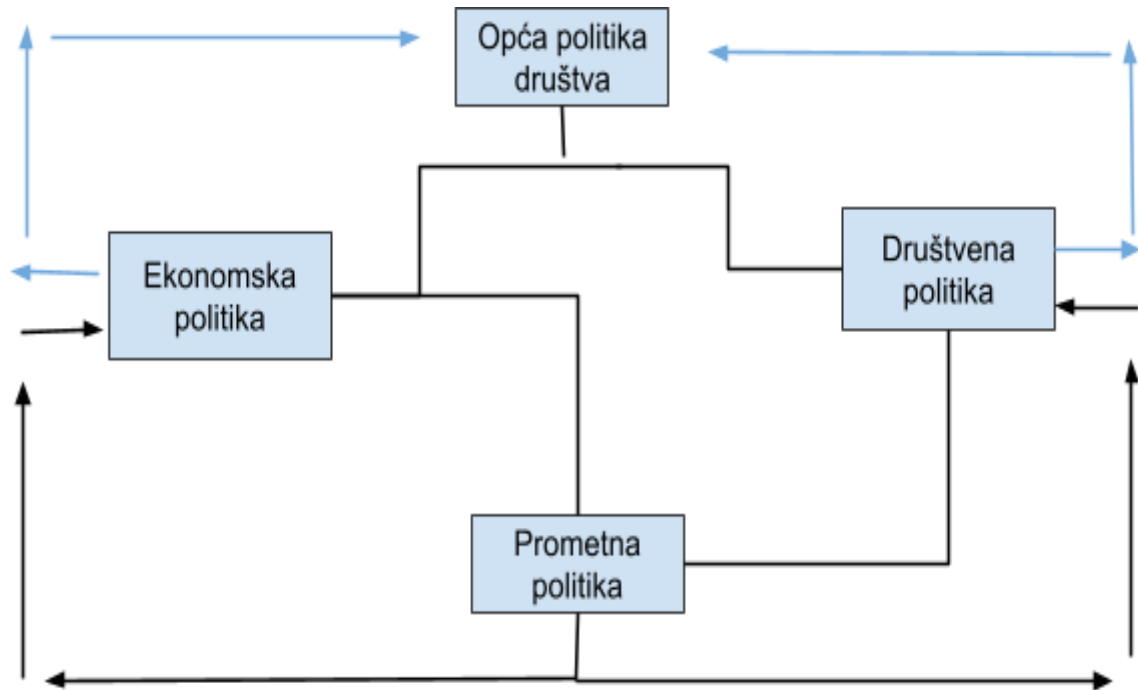 Opća politika
društva
Ekonomska
politika
Društvena
politika
Prometna
politika